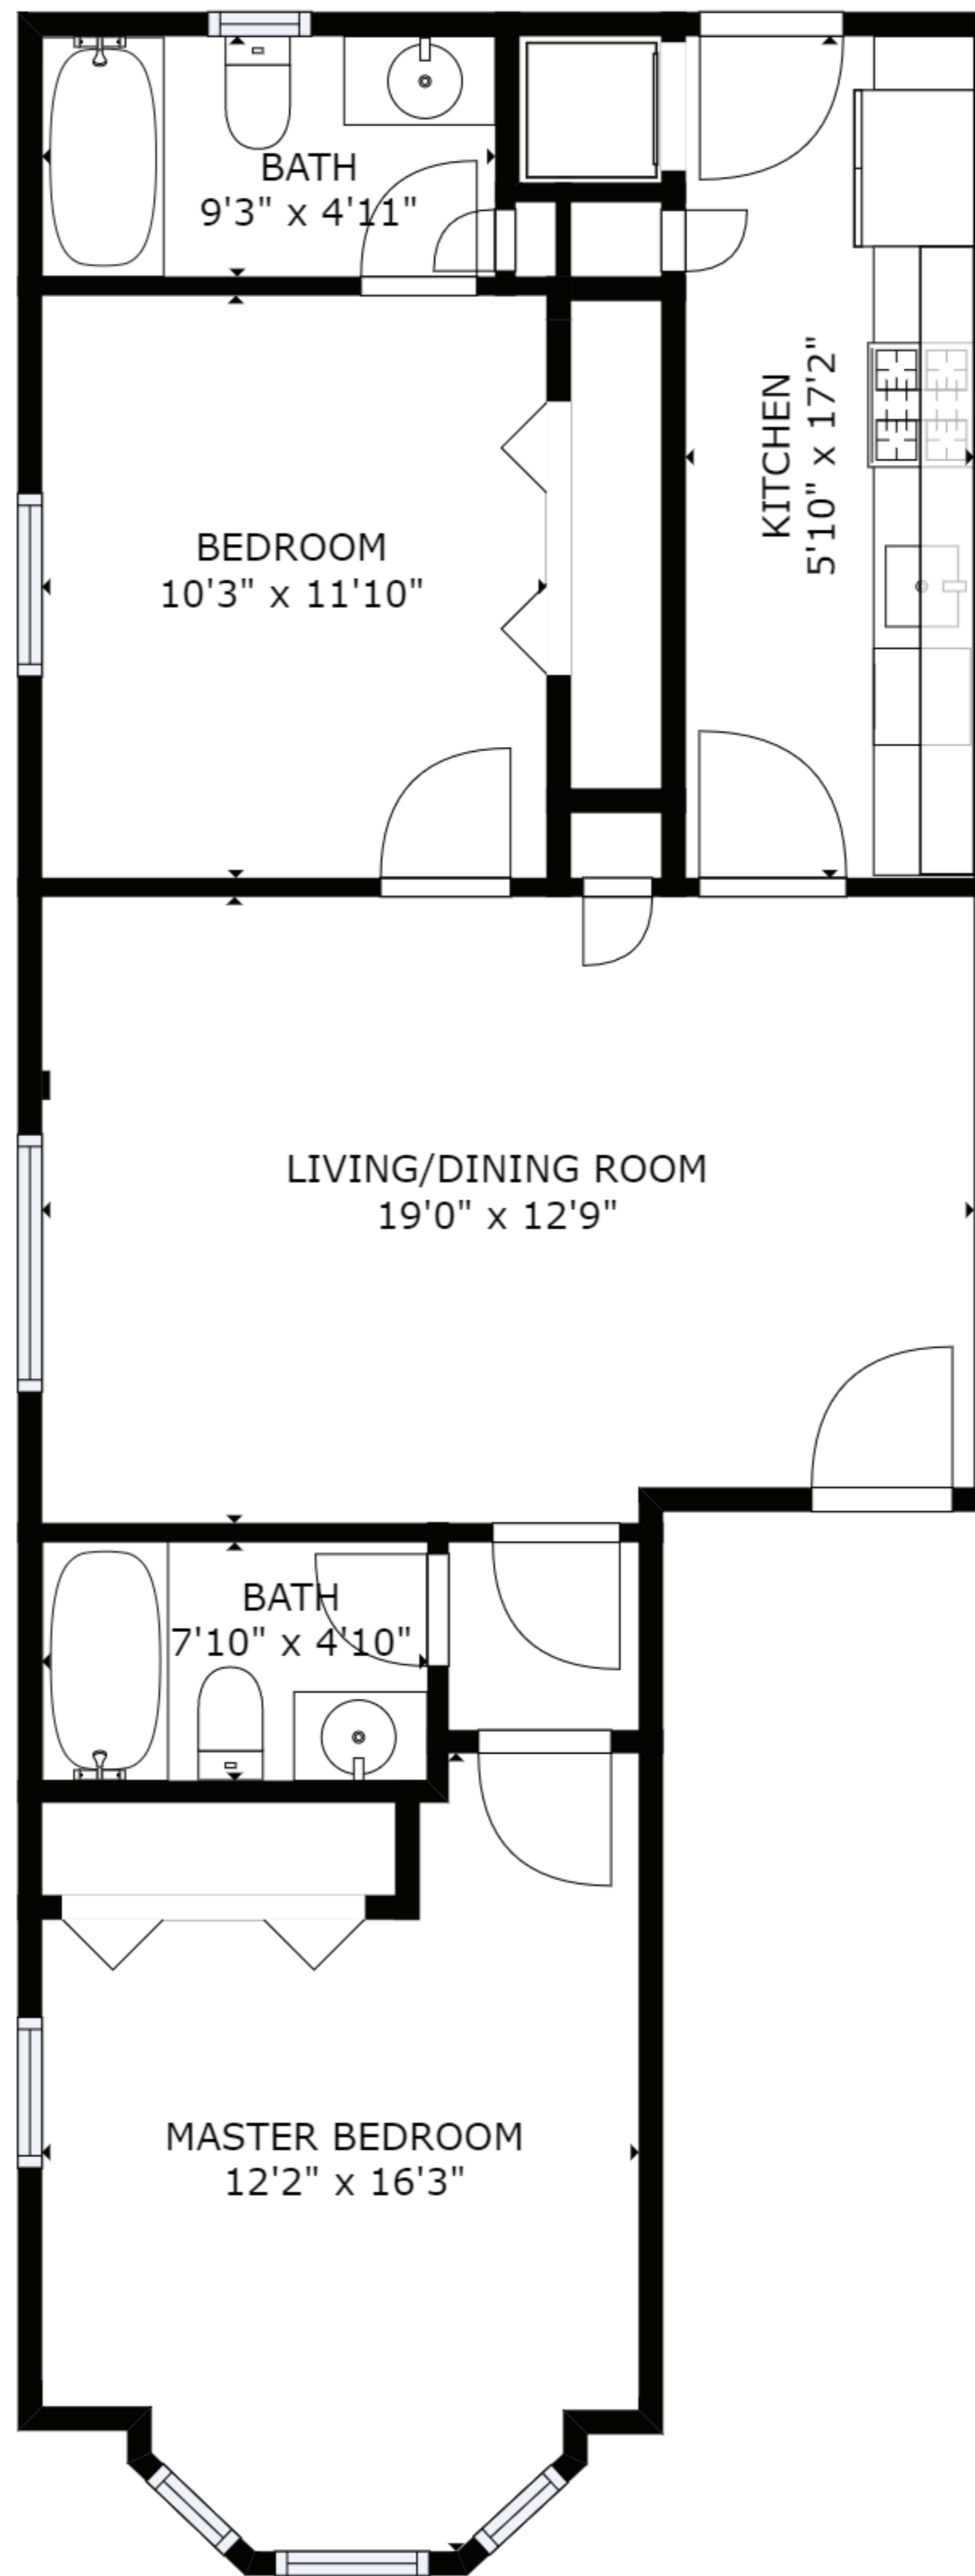 BATH
9'3" x 4'11"
KITCHEN
5'10" x 17'2"
BEDROOM
10'3" x 11'10"
LIVING/DINING ROOM
19'0" x 12'9"
BATH
7'10" x 4'10"
MASTER BEDROOM
12'2" x 16'3"